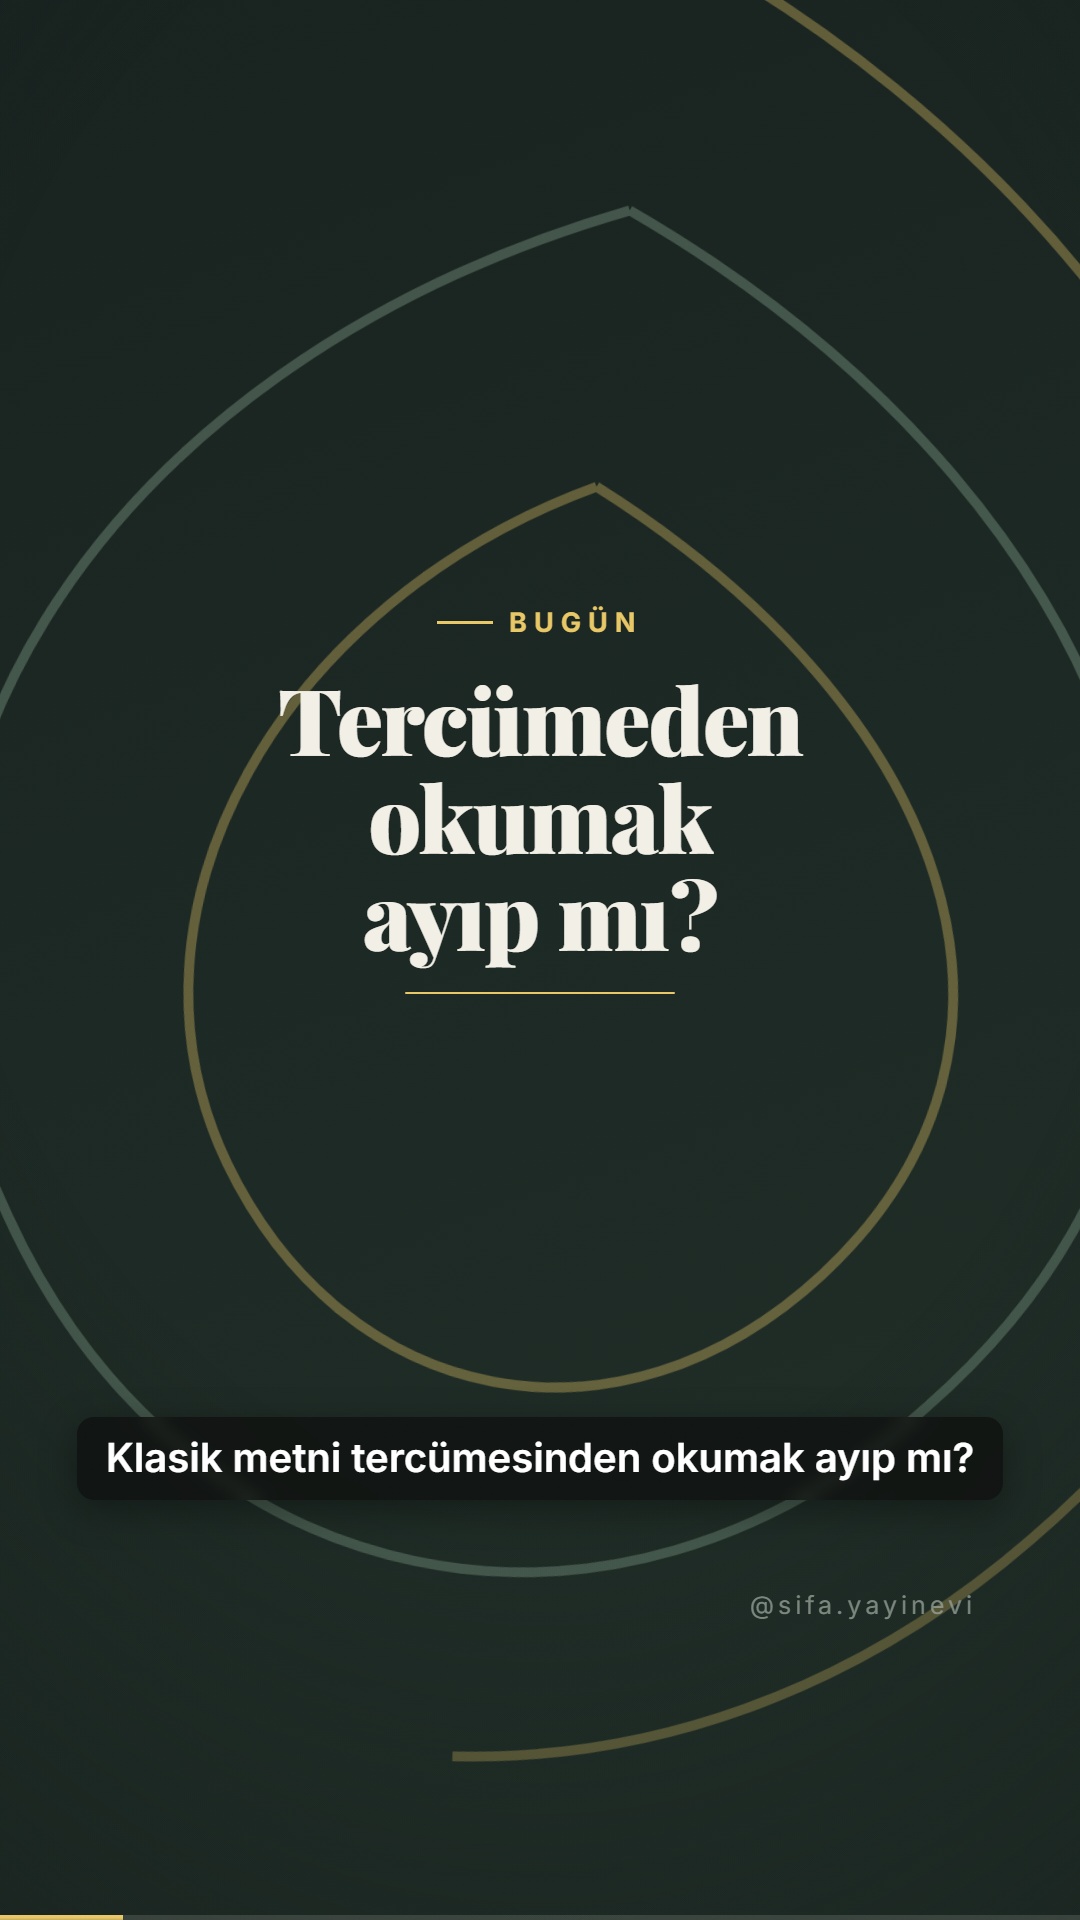 BUGÜN
Tercümeden
okumak
ayıp mı?
Klasik metni tercümesinden okumak ayıp mı?
@sifa.yayinevi